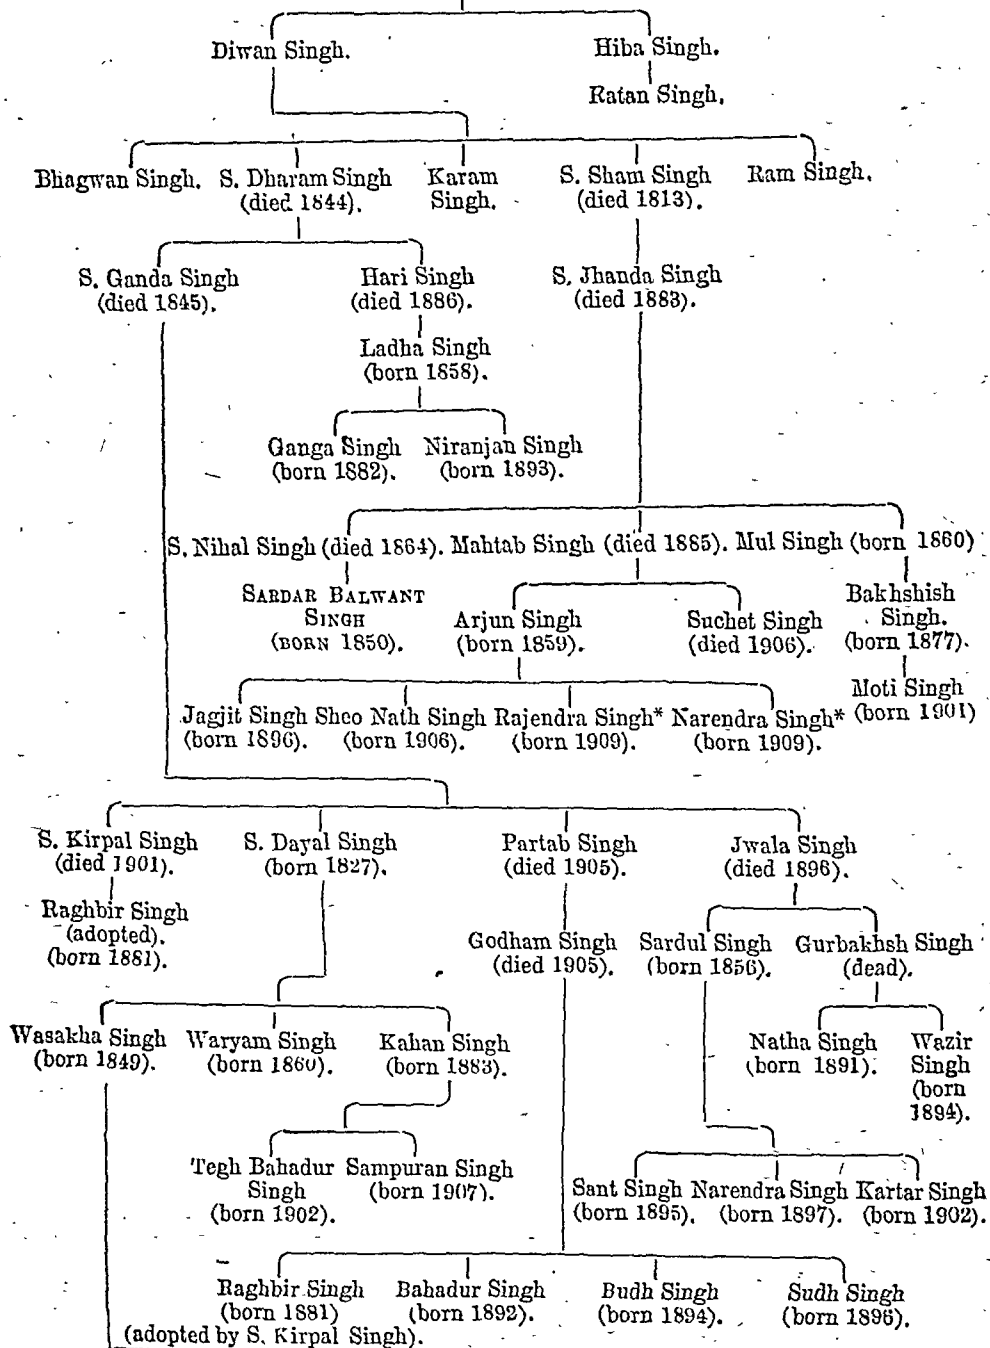 Diwan Singh. Hiba Singh.
Ratan Singh.
Bhagwan Singh. S. Dharam Singh Karam S. Sham Singh Ram Singh.
(died 1844). Singh. (died 1813).
S. Ganda Singh Hari Singh S. Jhanda Singh
(died 1845). (died 1886). (died 1883).
Ladha Singh
(born 1858).
Ganga Singh Niranjan Singh
(born 1882). (born 1893).
S. Nihal Singh (died 1864). Mahtab Singh (died 1885). Mul Singh (born 1860)
SARDAR BALWANT Bakhshish
SINGH Arjun Singh Suchet Singh Singh.
(BORN 1850). (born 1859). (died 1906). (born 1877).
Moti Singh
Jagjit Singh Sheo Nath Singh Rajendra Singh* Narendra Singh* (born 1901)
(born 1896). (born 1906). (born 1909). (born 1909).
S. Kirpal Singh S. Dayal Singh Partab Singh Jwala Singh
(died 1901). (born 1827). (died 1905). (died 1896).
Raghbir Singh
(adopted).
(born 1881).
Godham Singh Sardul Singh Gurbakhsh Singh
(died 1905). (born 1856). (dead).
Wasakha Singh Waryam Singh Kahan Singh Natha Singh Wazir
(born 1849). (born 1860). (born 1883). (born 1891). Singh
(born
1894).
Tegh Bahadur Sampuran Singh
Singh (born 1907).
(born 1902).
Sant Singh Narendra Singh Kartar Singh
(born 1895). (born 1897). (born 1902).
Raghbir Singh Bahadur Singh Budh Singh Sudh Singh
(born 1881) (born 1892). (born 1894). (born 1896).
(adopted by S. Kirpal Singh).